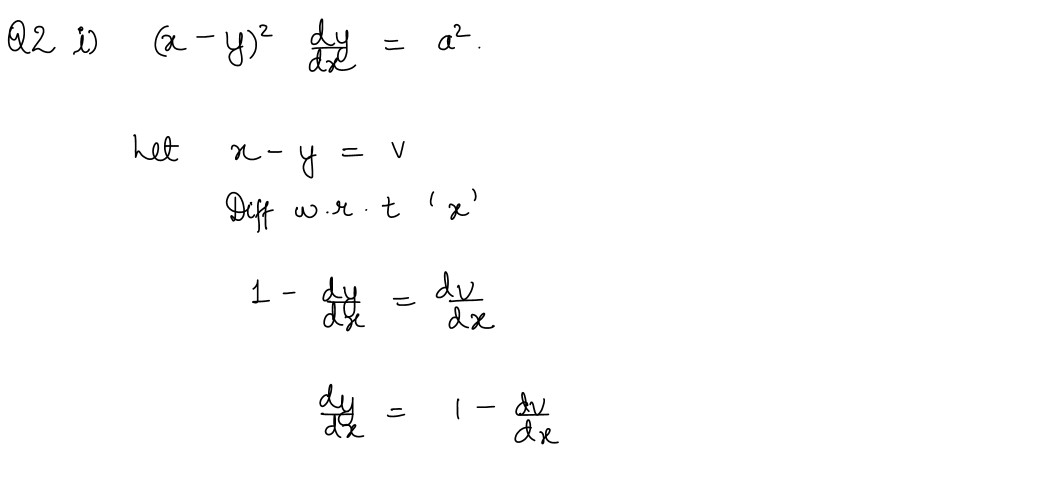 Q2 i) (x - y)² dy/dx = a².
Let x - y = v
Diff w.r.t 'x'
1 - dy/dx = dv/dx
dy/dx = 1 - dv/dx